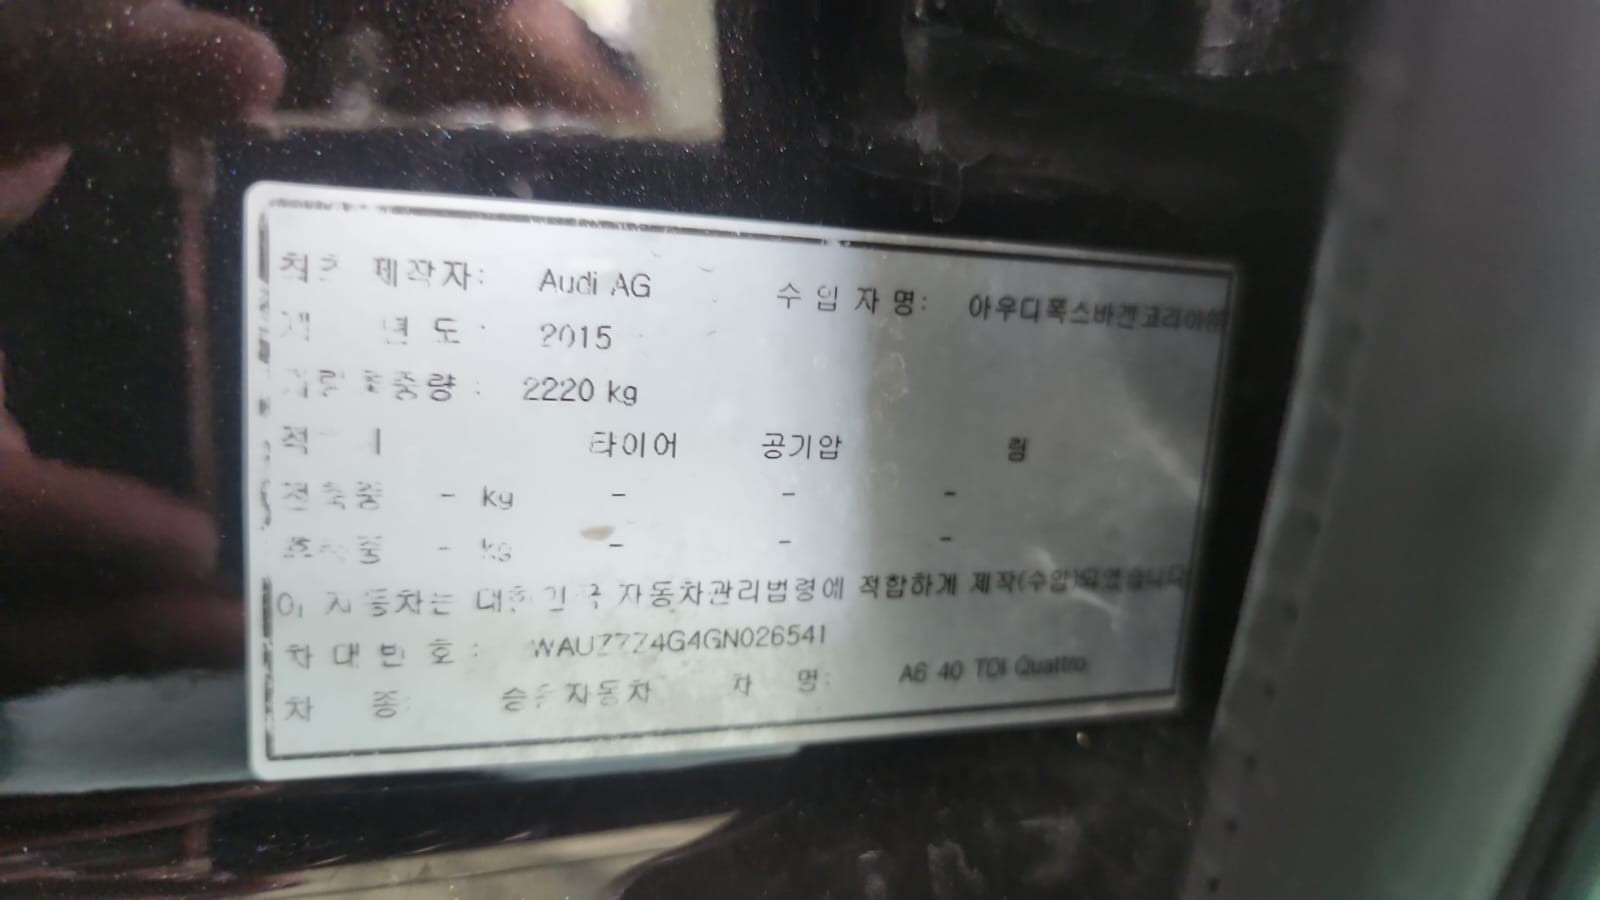 제작자: Audi AG 수입자명: 아우디폭스바겐코리아㈜
년도: 2015
중량: 2220 kg
타이어 공기압 림
- kg - - -
- kg - - -
이 자동차는 대한민국 자동차관리법령에 적합하게 제작(수입)되었습니다
차대번호: WAUZZZ4G4GN026541
차 종: 승용자동차 차 명: A6 40 TDI Quattro